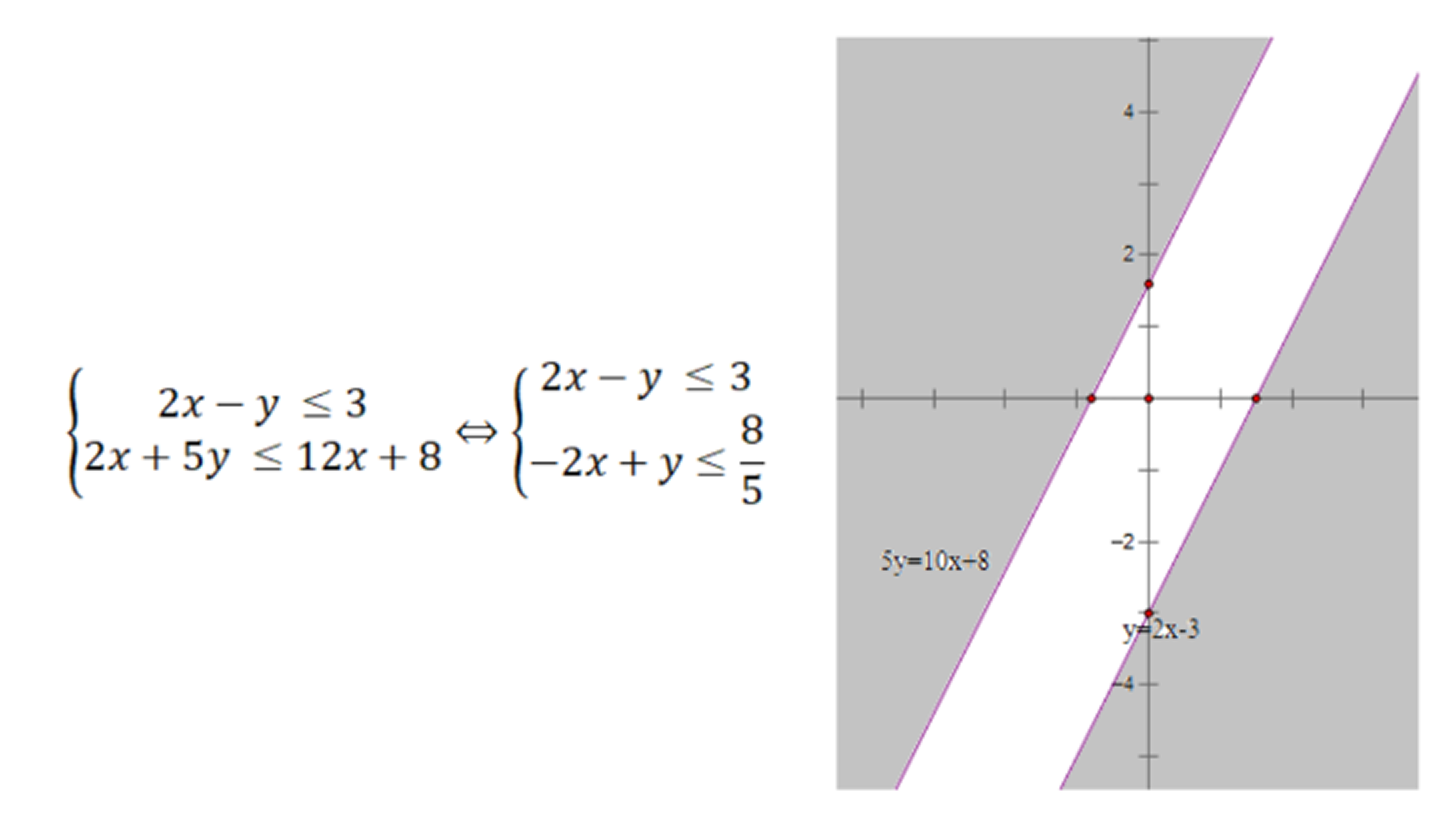 { 2x − y ≤ 3
2x + 5y ≤ 12x + 8 ⇔ { 2x − y ≤ 3
−2x + y ≤ 8/5
4
2
−2
−4
5y=10x+8
y=2x-3